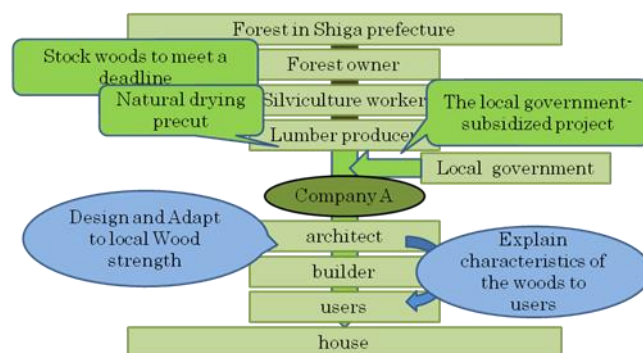 Forest in Shiga prefecture
Stock woods to meet a
deadline
Forest owner
Natural drying
precut
Silviculture worker
The local government-
subsidized project
Lumber producer
Local government
Company A
Design and Adapt
to local Wood
strength
architect
builder
users
Explain
characteristics of
the woods to
users
house